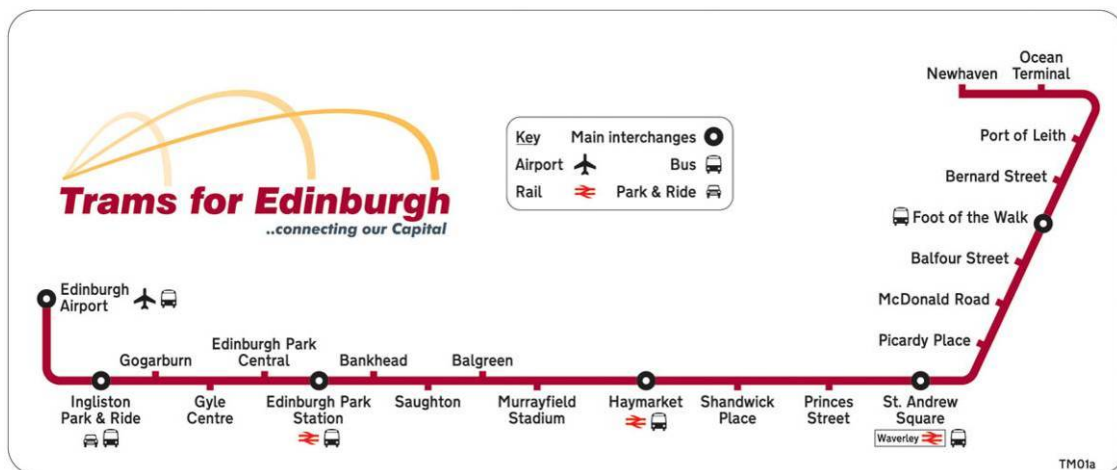 Trams for Edinburgh
..connecting our Capital
Key
Main interchanges
Airport
Bus
Rail
Park & Ride
Edinburgh
Airport
Ingliston
Park & Ride
Gogarburn
Gyle
Centre
Edinburgh Park
Central
Edinburgh Park
Station
Bankhead
Saughton
Balgreen
Murrayfield
Stadium
Haymarket
Shandwick
Place
Princes
Street
St. Andrew
Square
Waverley
Picardy Place
McDonald Road
Balfour Street
Foot of the Walk
Bernard Street
Port of Leith
Ocean
Terminal
Newhaven
TM01a